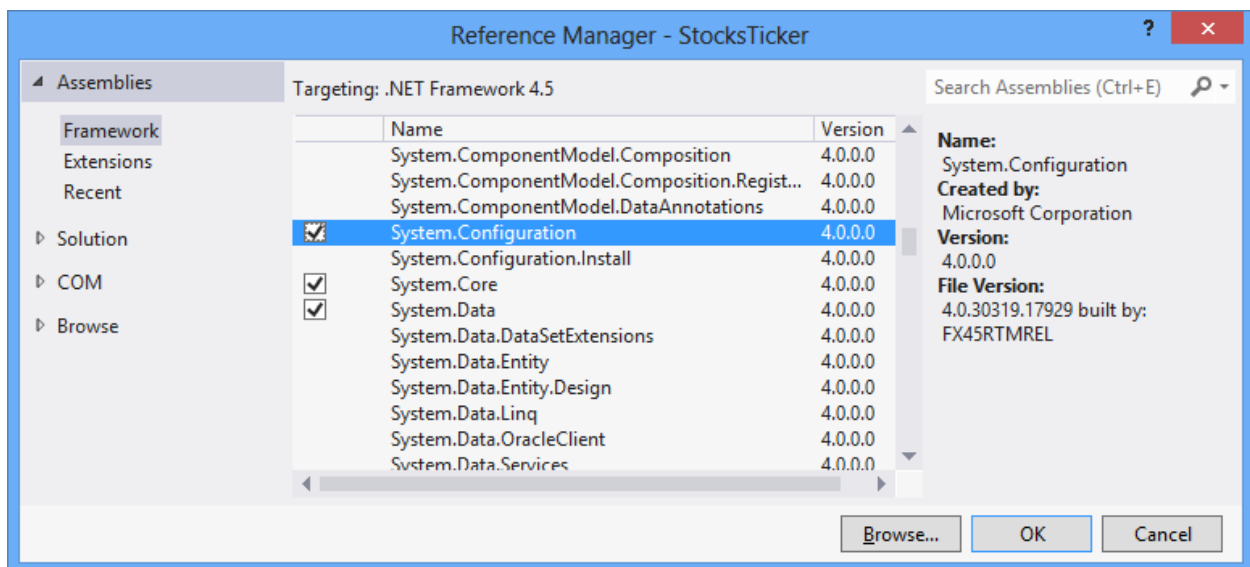 Reference Manager - StocksTicker
?
Assemblies
Framework
Extensions
Recent
Solution
COM
Browse
Targeting: .NET Framework 4.5
Name Version
System.ComponentModel.Composition 4.0.0.0
System.ComponentModel.Composition.Regist... 4.0.0.0
System.ComponentModel.DataAnnotations 4.0.0.0
System.Configuration 4.0.0.0
System.Configuration.Install 4.0.0.0
System.Core 4.0.0.0
System.Data 4.0.0.0
System.Data.DataSetExtensions 4.0.0.0
System.Data.Entity 4.0.0.0
System.Data.Entity.Design 4.0.0.0
System.Data.Linq 4.0.0.0
System.Data.OracleClient 4.0.0.0
System.Data.Services 4.0.0.0
Search Assemblies (Ctrl+E)
Name:
System.Configuration
Created by:
Microsoft Corporation
Version:
4.0.0.0
File Version:
4.0.30319.17929 built by:
FX45RTMREL
Browse... OK Cancel